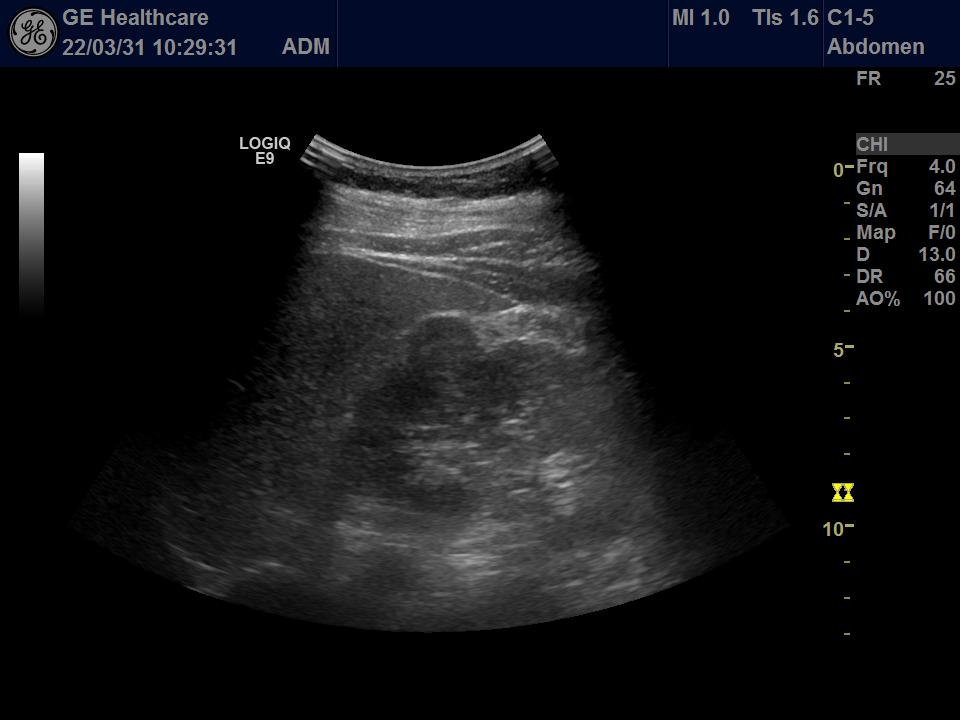 GE Healthcare
22/03/31 10:29:31 ADM
MI 1.0 TIs 1.6 C1-5
Abdomen
FR 25
LOGIQ
E9
CHI
Frq 4.0
Gn 64
S/A 1/1
Map F/0
D 13.0
DR 66
AO% 100
0
5
10